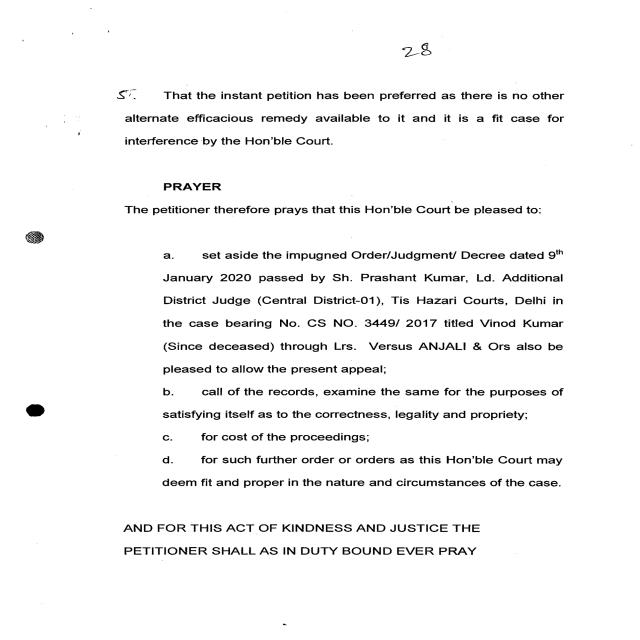 28
5. That the instant petition has been preferred as there is no other
alternate efficacious remedy available to it and it is a fit case for
interference by the Hon'ble Court.
PRAYER
The petitioner therefore prays that this Hon'ble Court be pleased to:
a. set aside the impugned Order/Judgment/ Decree dated 9th
January 2020 passed by Sh. Prashant Kumar, Ld. Additional
District Judge (Central District-01), Tis Hazari Courts, Delhi in
the case bearing No. CS NO. 3449/ 2017 titled Vinod Kumar
(Since deceased) through Lrs. Versus ANJALI & Ors also be
pleased to allow the present appeal;
b. call of the records, examine the same for the purposes of
satisfying itself as to the correctness, legality and propriety;
c. for cost of the proceedings;
d. for such further order or orders as this Hon'ble Court may
deem fit and proper in the nature and circumstances of the case.
AND FOR THIS ACT OF KINDNESS AND JUSTICE THE
PETITIONER SHALL AS IN DUTY BOUND EVER PRAY